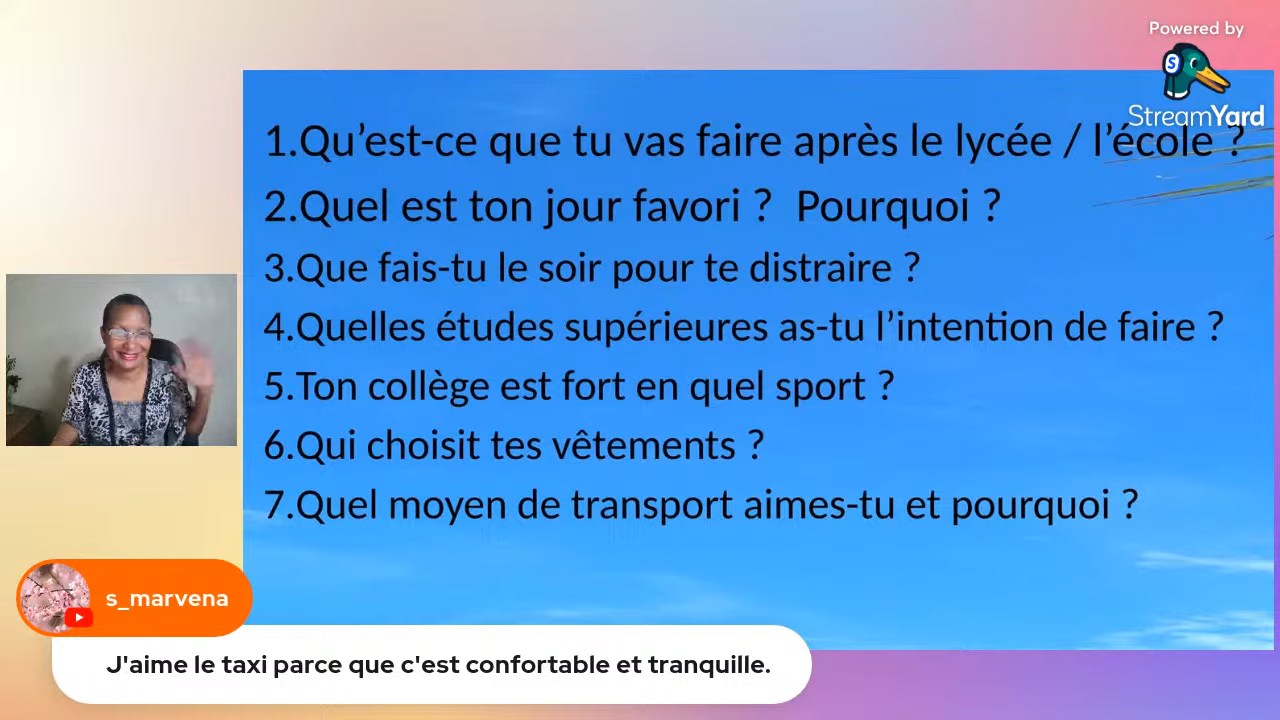 Powered by
StreamYard
1.Qu’est-ce que tu vas faire après le lycée / l’école ?
2.Quel est ton jour favori ?  Pourquoi ?
3.Que fais-tu le soir pour te distraire ?
4.Quelles études supérieures as-tu l’intention de faire ?
5.Ton collège est fort en quel sport ?
6.Qui choisit tes vêtements ?
7.Quel moyen de transport aimes-tu et pourquoi ?
s_marvena
J'aime le taxi parce que c'est confortable et tranquille.